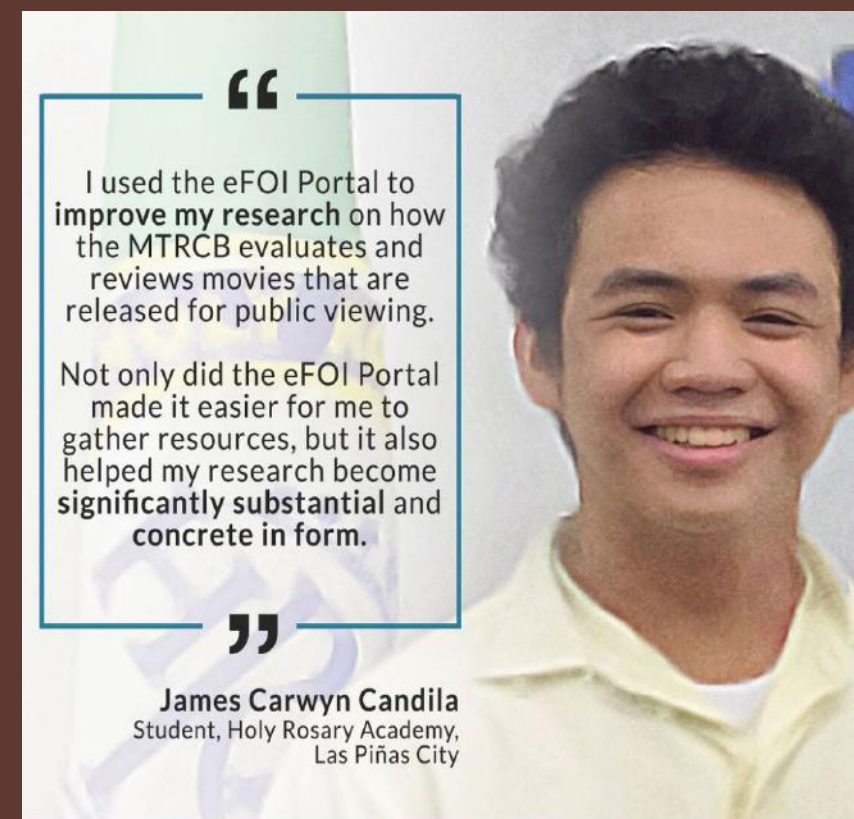 “
I used the eFOI Portal to
improve my research on how
the MTRCB evaluates and
reviews movies that are
released for public viewing.
Not only did the eFOI Portal
made it easier for me to
gather resources, but it also
helped my research become
significantly substantial and
concrete in form.
”
James Carwyn Candila
Student, Holy Rosary Academy,
Las Piñas City